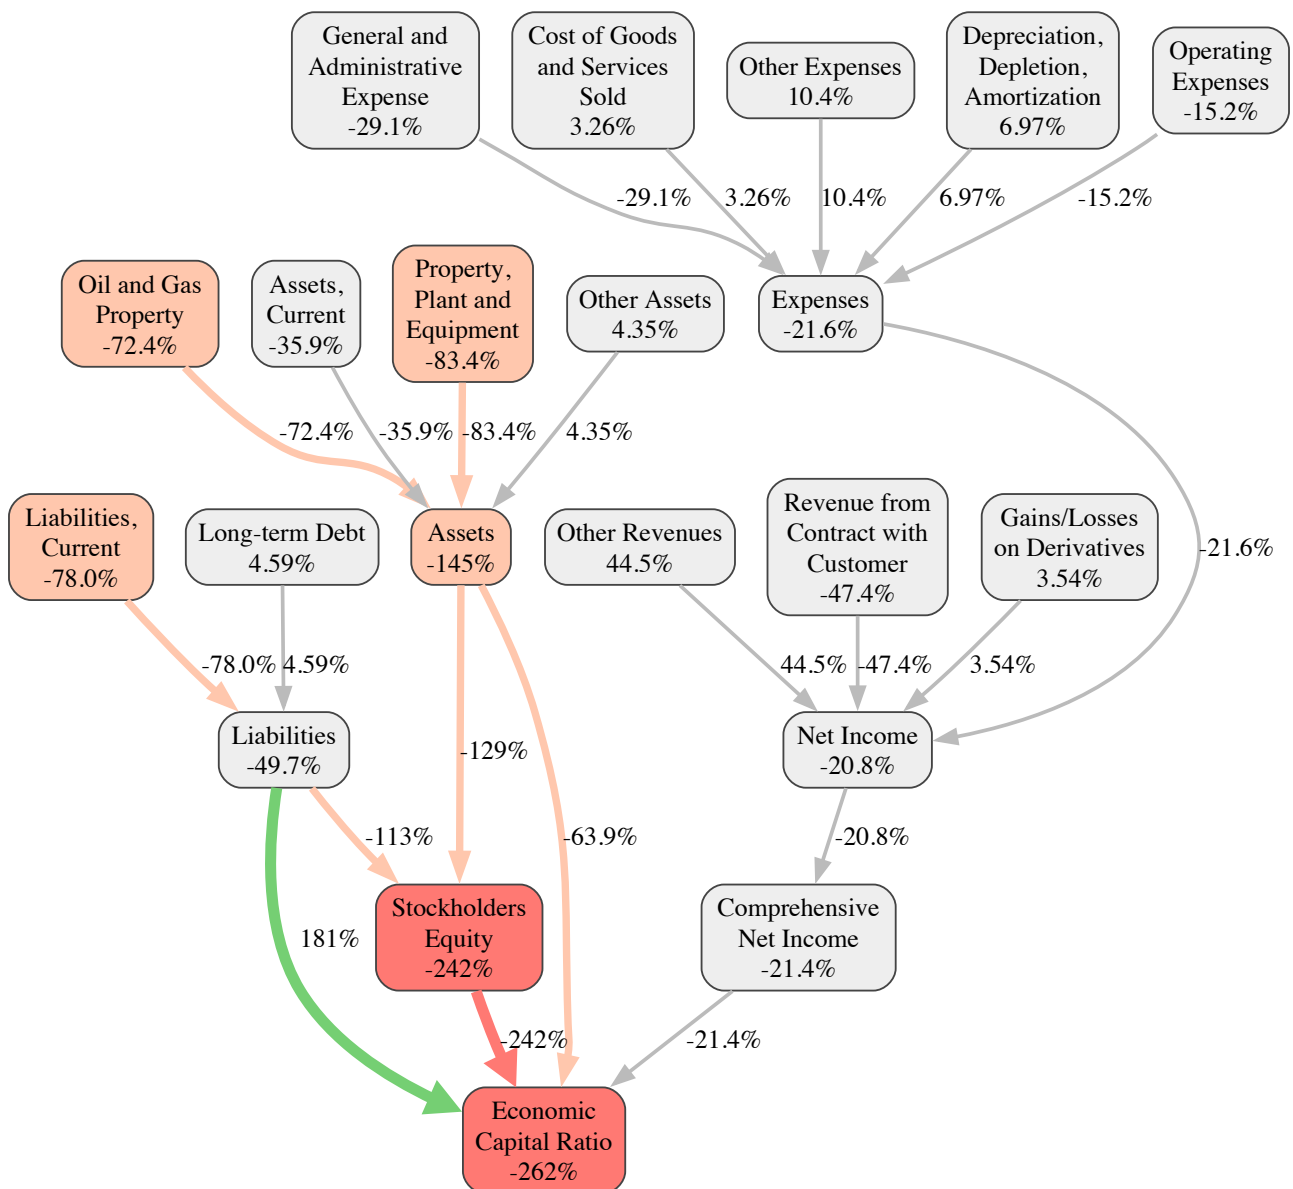 General and
Administrative
Expense
-29.1%
Cost of Goods
and Services
Sold
3.26%
Other Expenses
10.4%
Depreciation,
Depletion,
Amortization
6.97%
Operating
Expenses
-15.2%
-29.1%
3.26%
10.4%
6.97%
-15.2%
Oil and Gas
Property
-72.4%
Assets,
Current
-35.9%
Property,
Plant and
Equipment
-83.4%
Other Assets
4.35%
Expenses
-21.6%
-72.4%
-35.9%
-83.4%
4.35%
Liabilities,
Current
-78.0%
Long-term Debt
4.59%
Assets
-145%
Other Revenues
44.5%
Revenue from
Contract with
Customer
-47.4%
Gains/Losses
on Derivatives
3.54%
-21.6%
-78.0%
4.59%
44.5%
-47.4%
3.54%
Liabilities
-49.7%
-129%
Net Income
-20.8%
-113%
-63.9%
-20.8%
181%
Stockholders
Equity
-242%
Comprehensive
Net Income
-21.4%
-242%
-21.4%
Economic
Capital Ratio
-262%